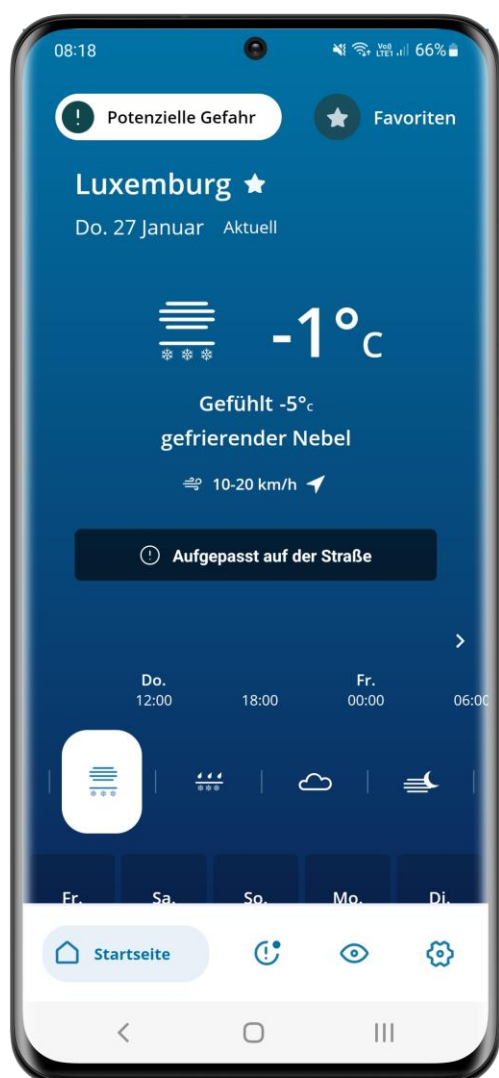 08:18
Vo))
LTE1
66%
Potenzielle Gefahr
Favoriten
Luxemburg
Do. 27 Januar Aktuell
-1°c
Gefühlt -5°c
gefrierender Nebel
10-20 km/h
Aufgepasst auf der Straße
Do. Fr.
12:00 18:00 00:00 06:00
Fr. Sa. So. Mo. Di.
Startseite